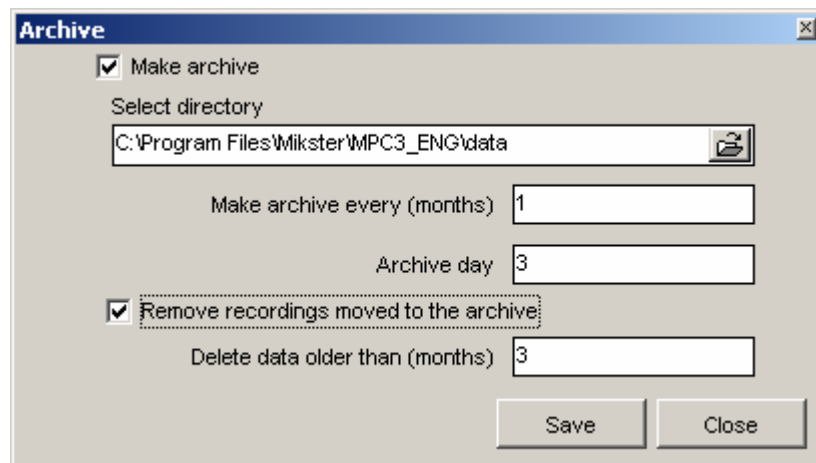 Archive
Make archive
Select directory
C:\Program Files\Mikster\MPC3_ENG\data
Make archive every (months) 1
Archive day 3
Remove recordings moved to the archive
Delete data older than (months) 3
Save Close